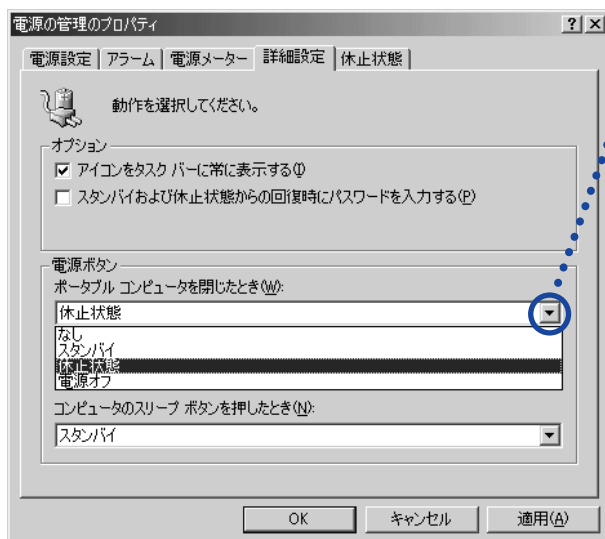 電源の管理のプロパティ
電源設定 アラーム 電源メーター 詳細設定 休止状態
動作を選択してください。
オプション
アイコンをタスク バーに常に表示する(I)
スタンバイおよび休止状態からの回復時にパスワードを入力する(P)
電源ボタン
ポータブル コンピュータを閉じたとき(W):
休止状態
なし
スタンバイ
休止状態
電源オフ
コンピュータのスリープ ボタンを押したとき(N):
スタンバイ
OK キャンセル 適用(A)